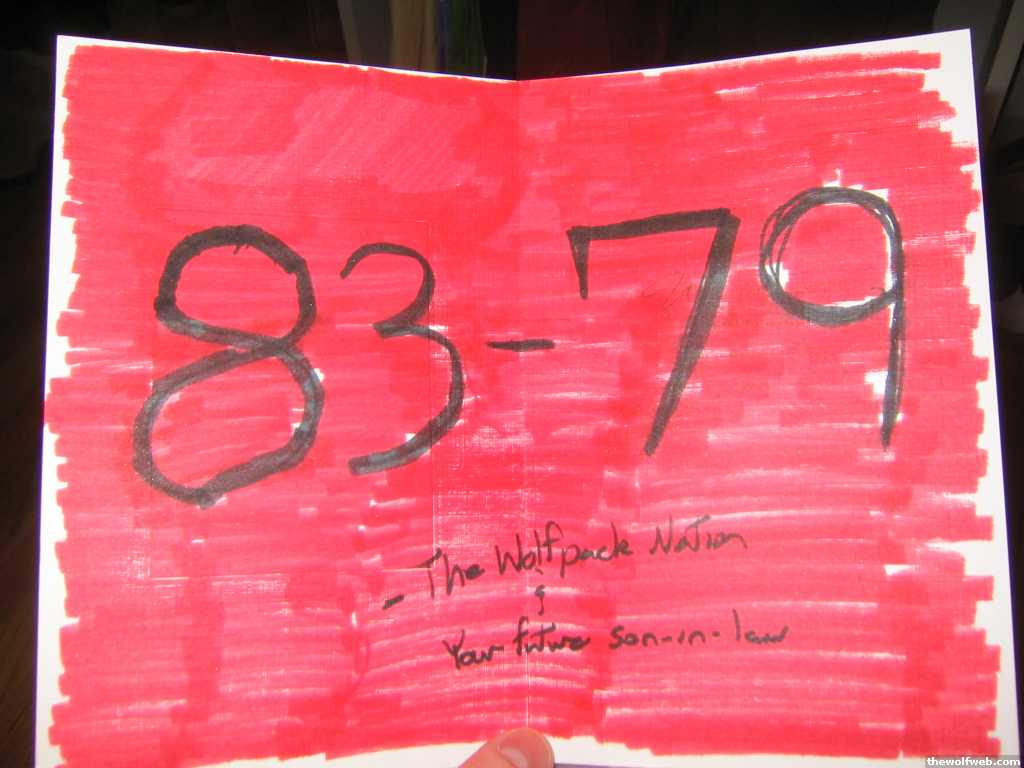 83-79
- The Wolfpack Nation
&
Your future son-in-law
thewolfweb.com